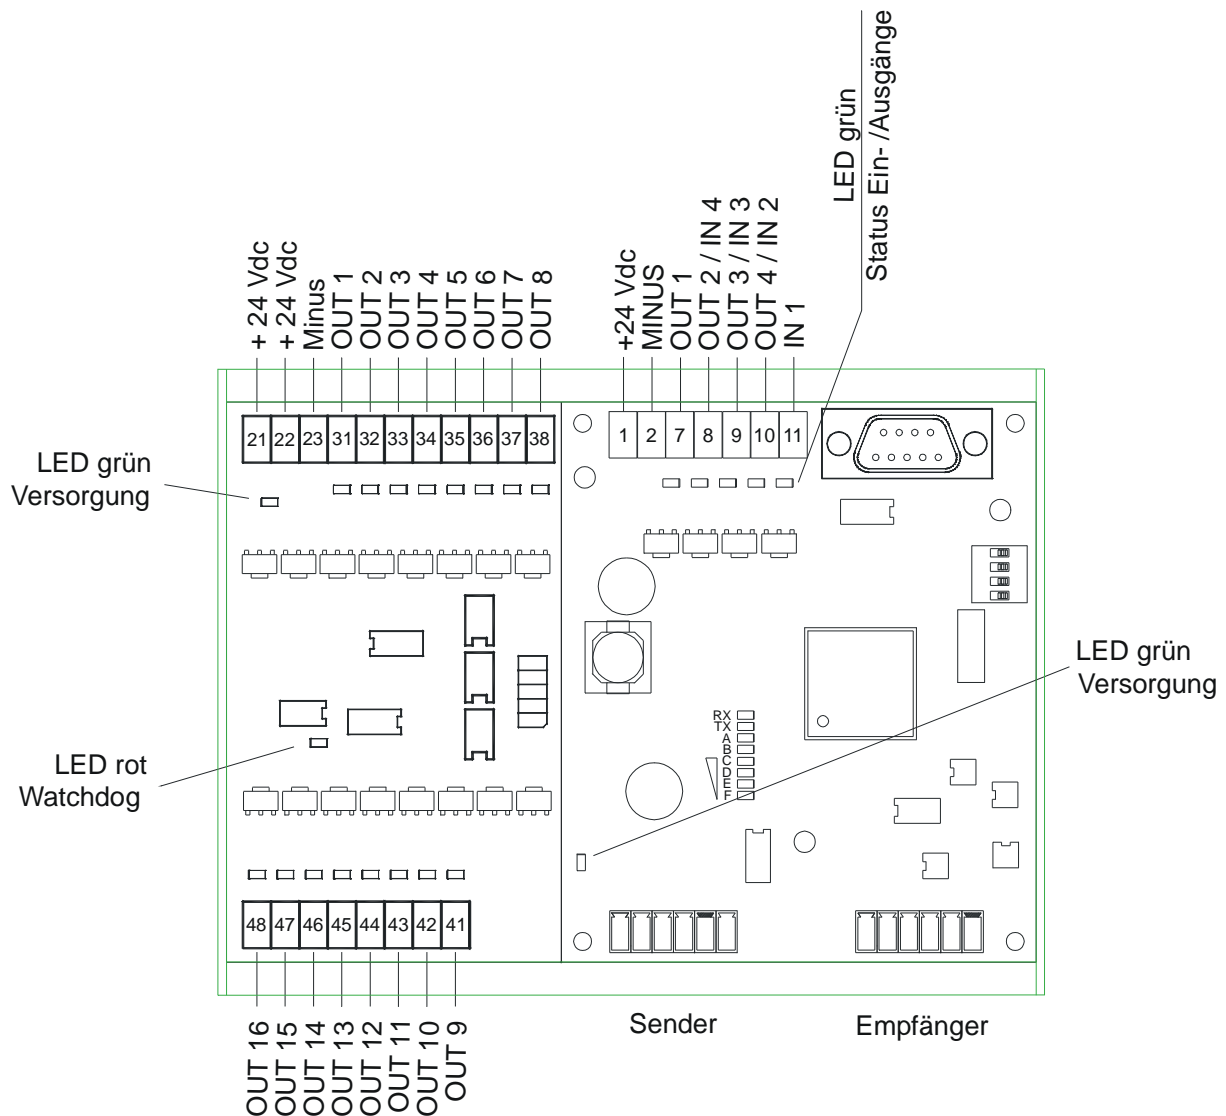 LED grün
Status Ein- /Ausgänge
+ 24 Vdc
+ 24 Vdc
Minus
OUT 1
OUT 2
OUT 3
OUT 4
OUT 5
OUT 6
OUT 7
OUT 8
+24 Vdc
MINUS
OUT 1
OUT 2 / IN 4
OUT 3 / IN 3
OUT 4 / IN 2
IN 1
21 22 23 31 32 33 34 35 36 37 38
1 2 7 8 9 10 11
LED grün
Versorgung
LED grün
Versorgung
RX
TX
A
B
C
D
E
F
LED rot
Watchdog
48 47 46 45 44 43 42 41
OUT 16
OUT 15
OUT 14
OUT 13
OUT 12
OUT 11
OUT 10
OUT 9
Sender
Empfänger